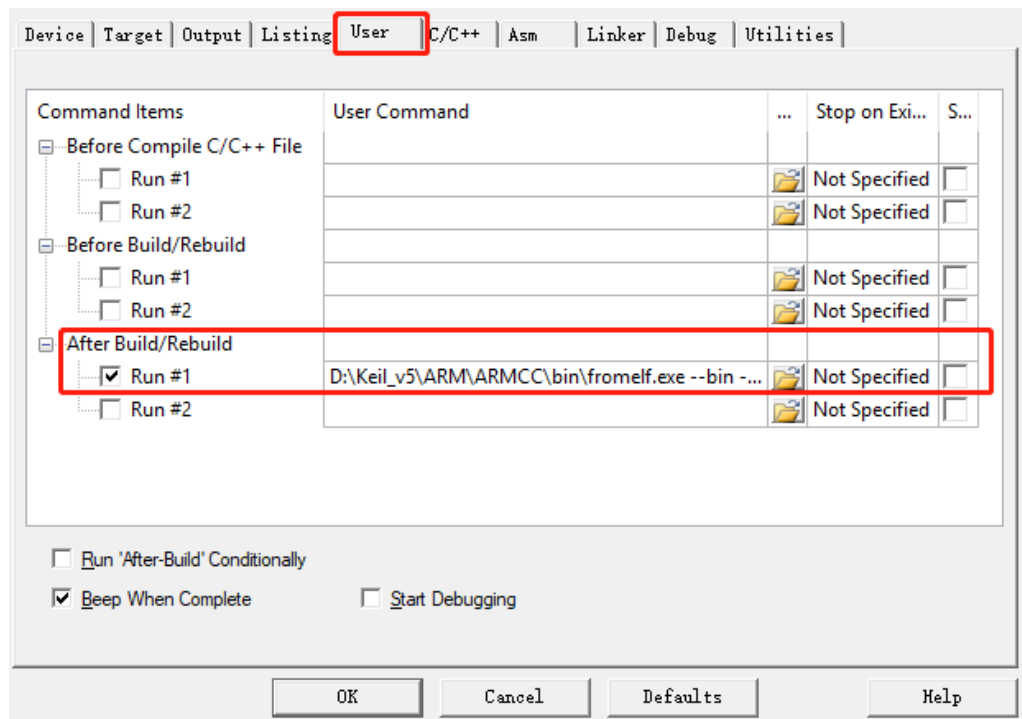 Device Target Output Listing User C/C++ Asm Linker Debug Utilities
Command Items User Command ... Stop on Exi... S...
Before Compile C/C++ File
Run #1 Not Specified
Run #2 Not Specified
Before Build/Rebuild
Run #1 Not Specified
Run #2 Not Specified
After Build/Rebuild
Run #1 D:\Keil_v5\ARM\ARMCC\bin\fromelf.exe --bin -... Not Specified
Run #2 Not Specified
Run 'After-Build' Conditionally
Beep When Complete Start Debugging
OK Cancel Defaults Help